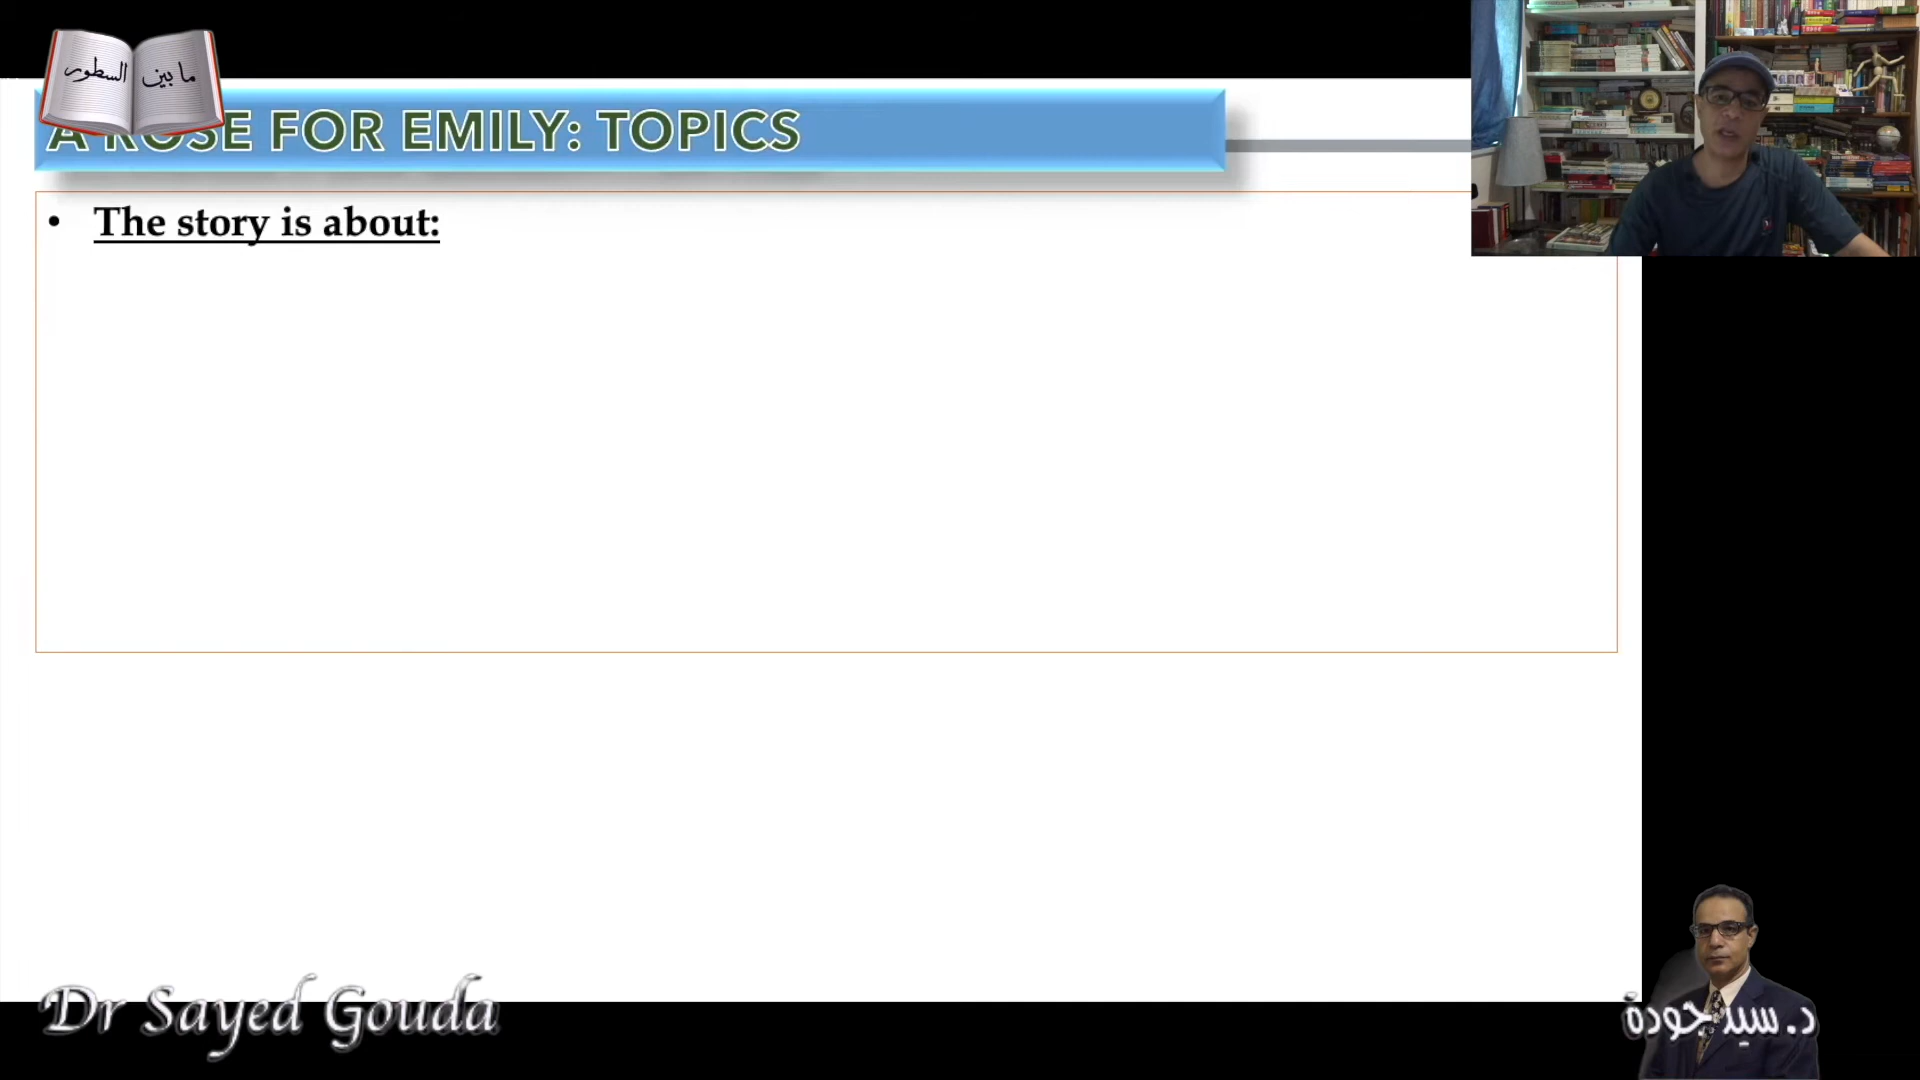 ما بين السطور
A ROSE FOR EMILY: TOPICS
• The story is about:
Dr Sayed Gouda
د. سيد جودة